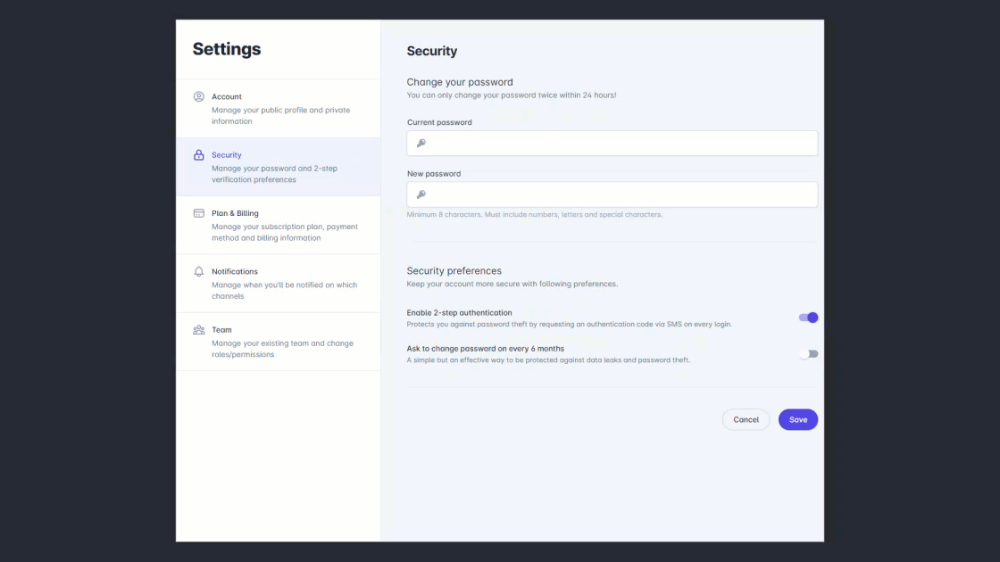 Settings
Account
Manage your public profile and private
information
Security
Manage your password and 2-step
verification preferences
Plan & Billing
Manage your subscription plan, payment
method and billing information
Notifications
Manage when you'll be notified on which
channels
Team
Manage your existing team and change
roles/permissions
Security
Change your password
You can only change your password twice within 24 hours!
Current password
New password
Minimum 8 characters. Must include numbers, letters and special characters.
Security preferences
Keep your account more secure with following preferences.
Enable 2-step authentication
Protects you against password theft by requesting an authentication code via SMS on every login.
Ask to change password on every 6 months
A simple but an effective way to be protected against data leaks and password theft.
Cancel
Save